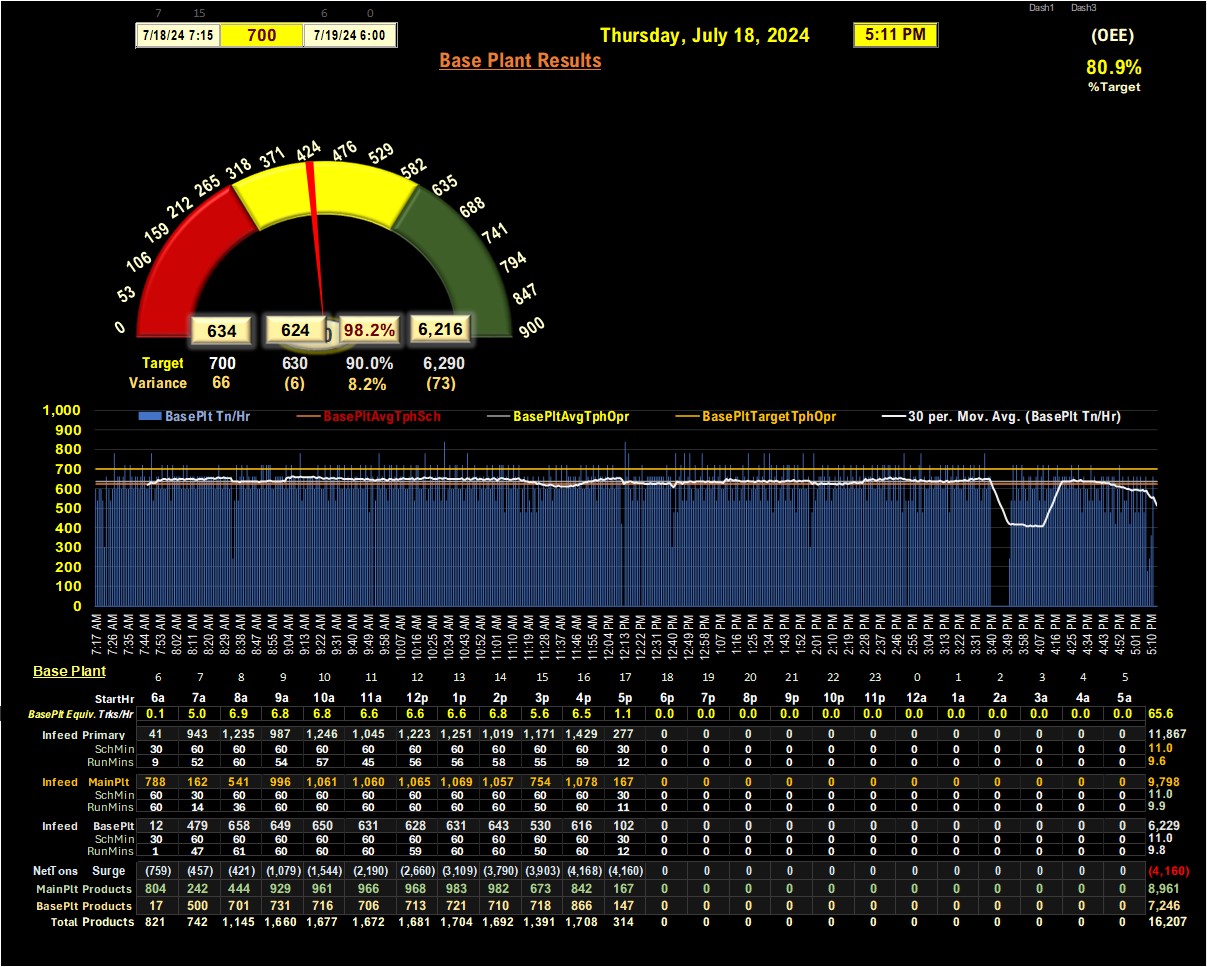 7 15 6 0 Dash1 Dash3
7/18/24 7:15 700 7/19/24 6:00 Thursday, July 18, 2024 5:11 PM (OEE)
Base Plant Results
80.9%
%Target
0 53 106 159 212 265 318 371 424 476 529 582 635 688 741 794 847 900
634 624 98.2% 6,216
Target 700 630 90.0% 6,290
Variance 66 (6) 8.2% (73)
BasePlt Tn/Hr BasePltAvgTphSch BasePltAvgTphOpr BasePltTargetTphOpr 30 per. Mov. Avg. (BasePlt Tn/Hr)
1,000
900
800
700
600
500
400
300
200
100
0
7:17 AM 7:26 AM 7:35 AM 7:44 AM 7:53 AM 8:02 AM 8:11 AM 8:20 AM 8:29 AM 8:38 AM 8:47 AM 8:55 AM 9:04 AM 9:13 AM 9:22 AM 9:31 AM 9:40 AM 9:49 AM 9:58 AM 10:07 AM 10:16 AM 10:25 AM 10:34 AM 10:43 AM 10:52 AM 11:01 AM 11:10 AM 11:19 AM 11:28 AM 11:37 AM 11:46 AM 11:55 AM 12:04 PM 12:13 PM 12:22 PM 12:31 PM 12:40 PM 12:49 PM 12:58 PM 1:07 PM 1:16 PM 1:25 PM 1:34 PM 1:43 PM 1:52 PM 2:01 PM 2:10 PM 2:19 PM 2:28 PM 2:37 PM 2:46 PM 2:55 PM 3:04 PM 3:13 PM 3:22 PM 3:31 PM 3:40 PM 3:49 PM 3:58 PM 4:07 PM 4:16 PM 4:25 PM 4:34 PM 4:43 PM 4:52 PM 5:01 PM 5:10 PM
Base Plant 6 7 8 9 10 11 12 13 14 15 16 17 18 19 20 21 22 23 0 1 2 3 4 5
StartHr 6a 7a 8a 9a 10a 11a 12p 1p 2p 3p 4p 5p 6p 7p 8p 9p 10p 11p 12a 1a 2a 3a 4a 5a
BasePlt Equiv. Trks/Hr 0.1 5.0 6.9 6.8 6.8 6.6 6.6 6.6 6.8 5.6 6.5 1.1 0.0 0.0 0.0 0.0 0.0 0.0 0.0 0.0 0.0 0.0 0.0 0.0 65.6
Infeed Primary 41 943 1,235 987 1,246 1,045 1,223 1,251 1,019 1,171 1,429 277 0 0 0 0 0 0 0 0 0 0 0 0 11,867
SchMin 30 60 60 60 60 60 60 60 60 60 60 30 0 0 0 0 0 0 0 0 0 0 0 0 11.0
RunMins 9 52 60 54 57 45 56 56 58 55 59 12 0 0 0 0 0 0 0 0 0 0 0 0 9.6
Infeed MainPlt 788 162 541 996 1,061 1,060 1,065 1,069 1,057 754 1,078 167 0 0 0 0 0 0 0 0 0 0 0 0 9,798
SchMin 60 30 60 60 60 60 60 60 60 60 60 30 0 0 0 0 0 0 0 0 0 0 0 0 11.0
RunMins 60 14 36 60 60 60 60 60 60 50 60 11 0 0 0 0 0 0 0 0 0 0 0 0 9.9
Infeed BasePlt 12 479 658 649 650 631 628 631 643 530 616 102 0 0 0 0 0 0 0 0 0 0 0 0 6,229
SchMin 30 60 60 60 60 60 60 60 60 60 60 30 0 0 0 0 0 0 0 0 0 0 0 0 11.0
RunMins 1 47 61 60 60 60 59 60 60 50 60 12 0 0 0 0 0 0 0 0 0 0 0 0 9.8
NetTons Surge (759) (457) (421) (1,079) (1,544) (2,190) (2,660) (3,109) (3,790) (3,903) (4,168) (4,160) 0 0 0 0 0 0 0 0 0 0 0 0 (4,160)
MainPlt Products 804 242 444 929 961 966 968 983 982 673 842 167 0 0 0 0 0 0 0 0 0 0 0 0 8,961
BasePlt Products 17 500 701 731 716 706 713 721 710 718 866 147 0 0 0 0 0 0 0 0 0 0 0 0 7,246
Total Products 821 742 1,145 1,660 1,677 1,672 1,681 1,704 1,692 1,391 1,708 314 0 0 0 0 0 0 0 0 0 0 0 0 16,207